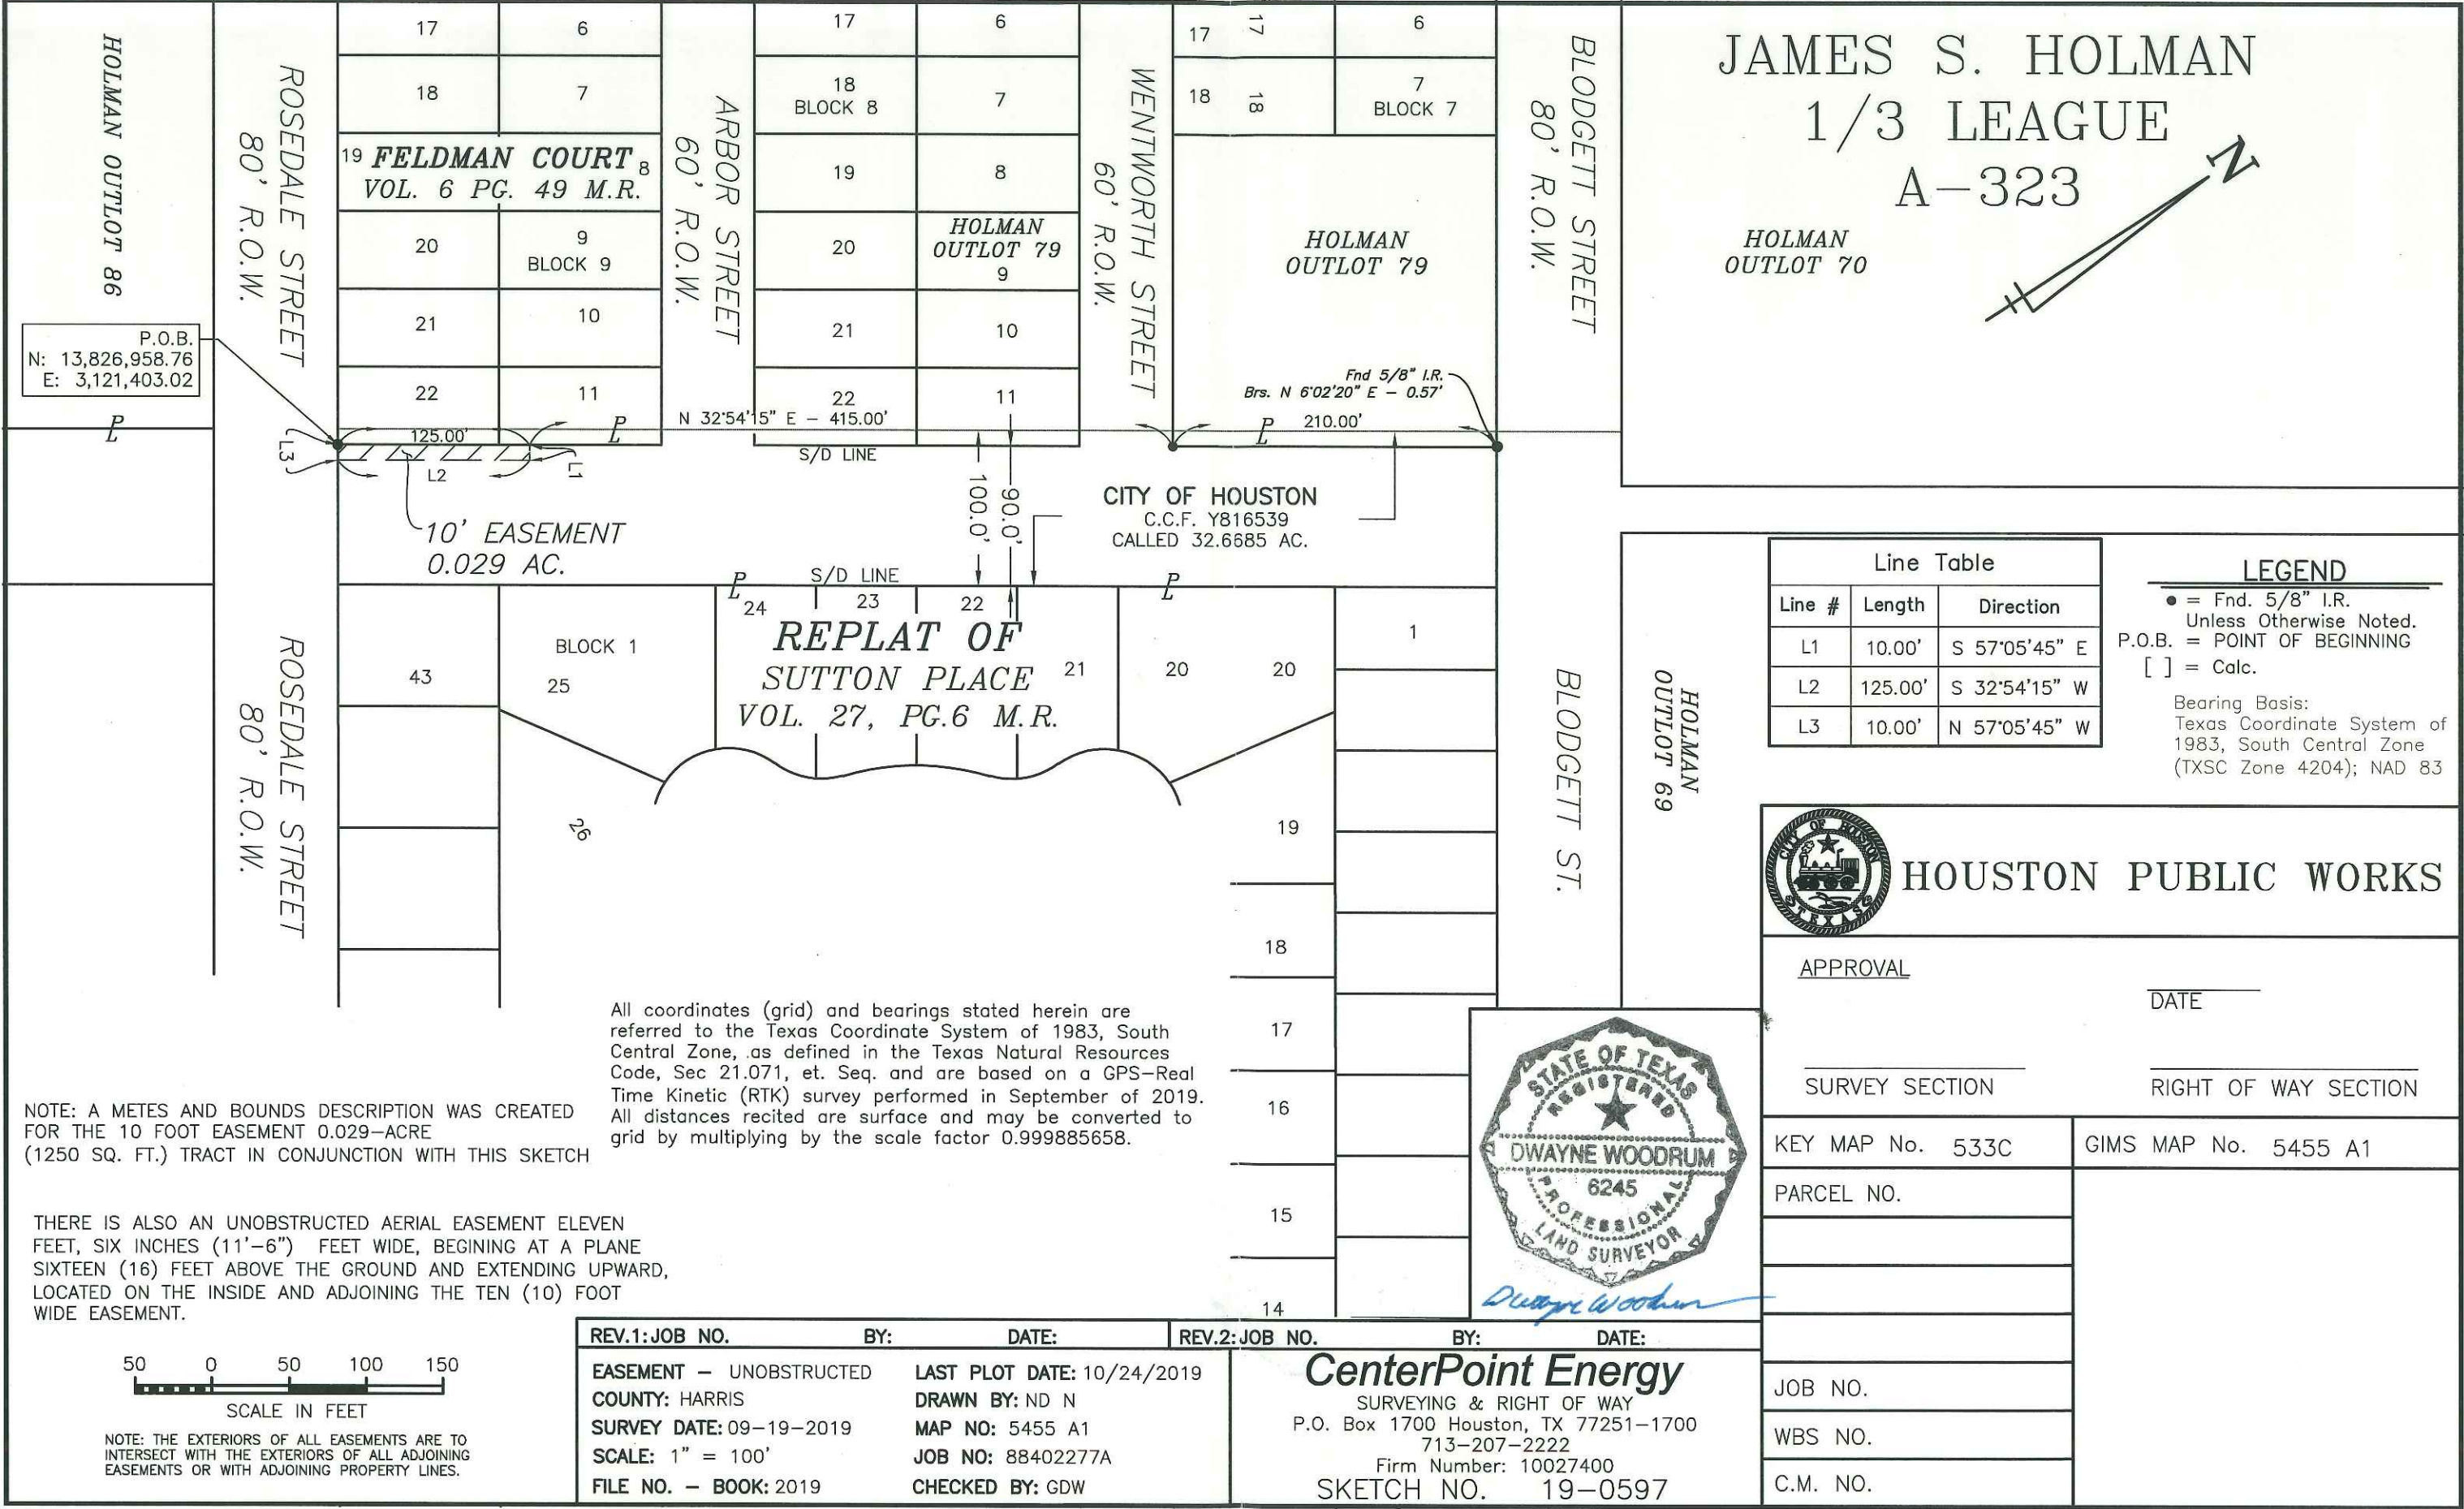 HOLMAN OUTLOT 86
ROSEDALE STREET
80' R.O.W.
17
6
18
7
19 FELDMAN COURT 8
VOL. 6 PG. 49 M.R.
20
9
BLOCK 9
21
10
22
11
ARBOR STREET
60' R.O.W.
17
6
18
BLOCK 8
7
19
8
20
HOLMAN
OUTLOT 79
9
21
10
22
11
WENTWORTH STREET
60' R.O.W.
17
17
6
18
18
7
BLOCK 7
HOLMAN
OUTLOT 79
BLODGETT STREET
80' R.O.W.
JAMES S. HOLMAN
1/3 LEAGUE
A-323
N
HOLMAN
OUTLOT 70
P.O.B.
N: 13,826,958.76
E: 3,121,403.02
Fnd 5/8" I.R.
Brs. N 6°02'20" E - 0.57'
P
L3
125.00'
L2
L1
P
N 32°54'15" E - 415.00'
S/D LINE
P
210.00'
100.0'
90.0'
CITY OF HOUSTON
C.C.F. Y816539
CALLED 32.6685 AC.
10' EASEMENT
0.029 AC.
P
S/D LINE
P
24
23
22
REPLAT OF
SUTTON PLACE
VOL. 27, PG.6 M.R.
BLOCK 1
25
43
21
20
20
1
26
19
18
17
16
15
14
ROSEDALE STREET
80' R.O.W.
BLODGETT ST.
HOLMAN
OUTLOT 69
Line Table
Line # Length Direction
L1 10.00' S 57°05'45" E
L2 125.00' S 32°54'15" W
L3 10.00' N 57°05'45" W
LEGEND
● = Fnd. 5/8" I.R.
Unless Otherwise Noted.
P.O.B. = POINT OF BEGINNING
[ ] = Calc.
Bearing Basis:
Texas Coordinate System of
1983, South Central Zone
(TXSC Zone 4204); NAD 83
CITY OF HOUSTON
TEXAS
HOUSTON PUBLIC WORKS
APPROVAL
DATE
SURVEY SECTION
RIGHT OF WAY SECTION
KEY MAP No. 533C
GIMS MAP No. 5455 A1
PARCEL NO.
JOB NO.
WBS NO.
C.M. NO.
All coordinates (grid) and bearings stated herein are
referred to the Texas Coordinate System of 1983, South
Central Zone, as defined in the Texas Natural Resources
Code, Sec 21.071, et. Seq. and are based on a GPS-Real
Time Kinetic (RTK) survey performed in September of 2019.
All distances recited are surface and may be converted to
grid by multiplying by the scale factor 0.999885658.
NOTE: A METES AND BOUNDS DESCRIPTION WAS CREATED
FOR THE 10 FOOT EASEMENT 0.029-ACRE
(1250 SQ. FT.) TRACT IN CONJUNCTION WITH THIS SKETCH
THERE IS ALSO AN UNOBSTRUCTED AERIAL EASEMENT ELEVEN
FEET, SIX INCHES (11'-6") FEET WIDE, BEGINING AT A PLANE
SIXTEEN (16) FEET ABOVE THE GROUND AND EXTENDING UPWARD,
LOCATED ON THE INSIDE AND ADJOINING THE TEN (10) FOOT
WIDE EASEMENT.
50 0 50 100 150
SCALE IN FEET
NOTE: THE EXTERIORS OF ALL EASEMENTS ARE TO
INTERSECT WITH THE EXTERIORS OF ALL ADJOINING
EASEMENTS OR WITH ADJOINING PROPERTY LINES.
STATE OF TEXAS
REGISTERED
DWAYNE WOODRUM
6245
PROFESSIONAL
LAND SURVEYOR
Dwayne Woodrum
REV.1: JOB NO. BY: DATE:
REV.2: JOB NO. BY: DATE:
EASEMENT - UNOBSTRUCTED
COUNTY: HARRIS
SURVEY DATE: 09-19-2019
SCALE: 1" = 100'
FILE NO. - BOOK: 2019
LAST PLOT DATE: 10/24/2019
DRAWN BY: ND N
MAP NO: 5455 A1
JOB NO: 88402277A
CHECKED BY: GDW
CenterPoint Energy
SURVEYING & RIGHT OF WAY
P.O. Box 1700 Houston, TX 77251-1700
713-207-2222
Firm Number: 10027400
SKETCH NO. 19-0597